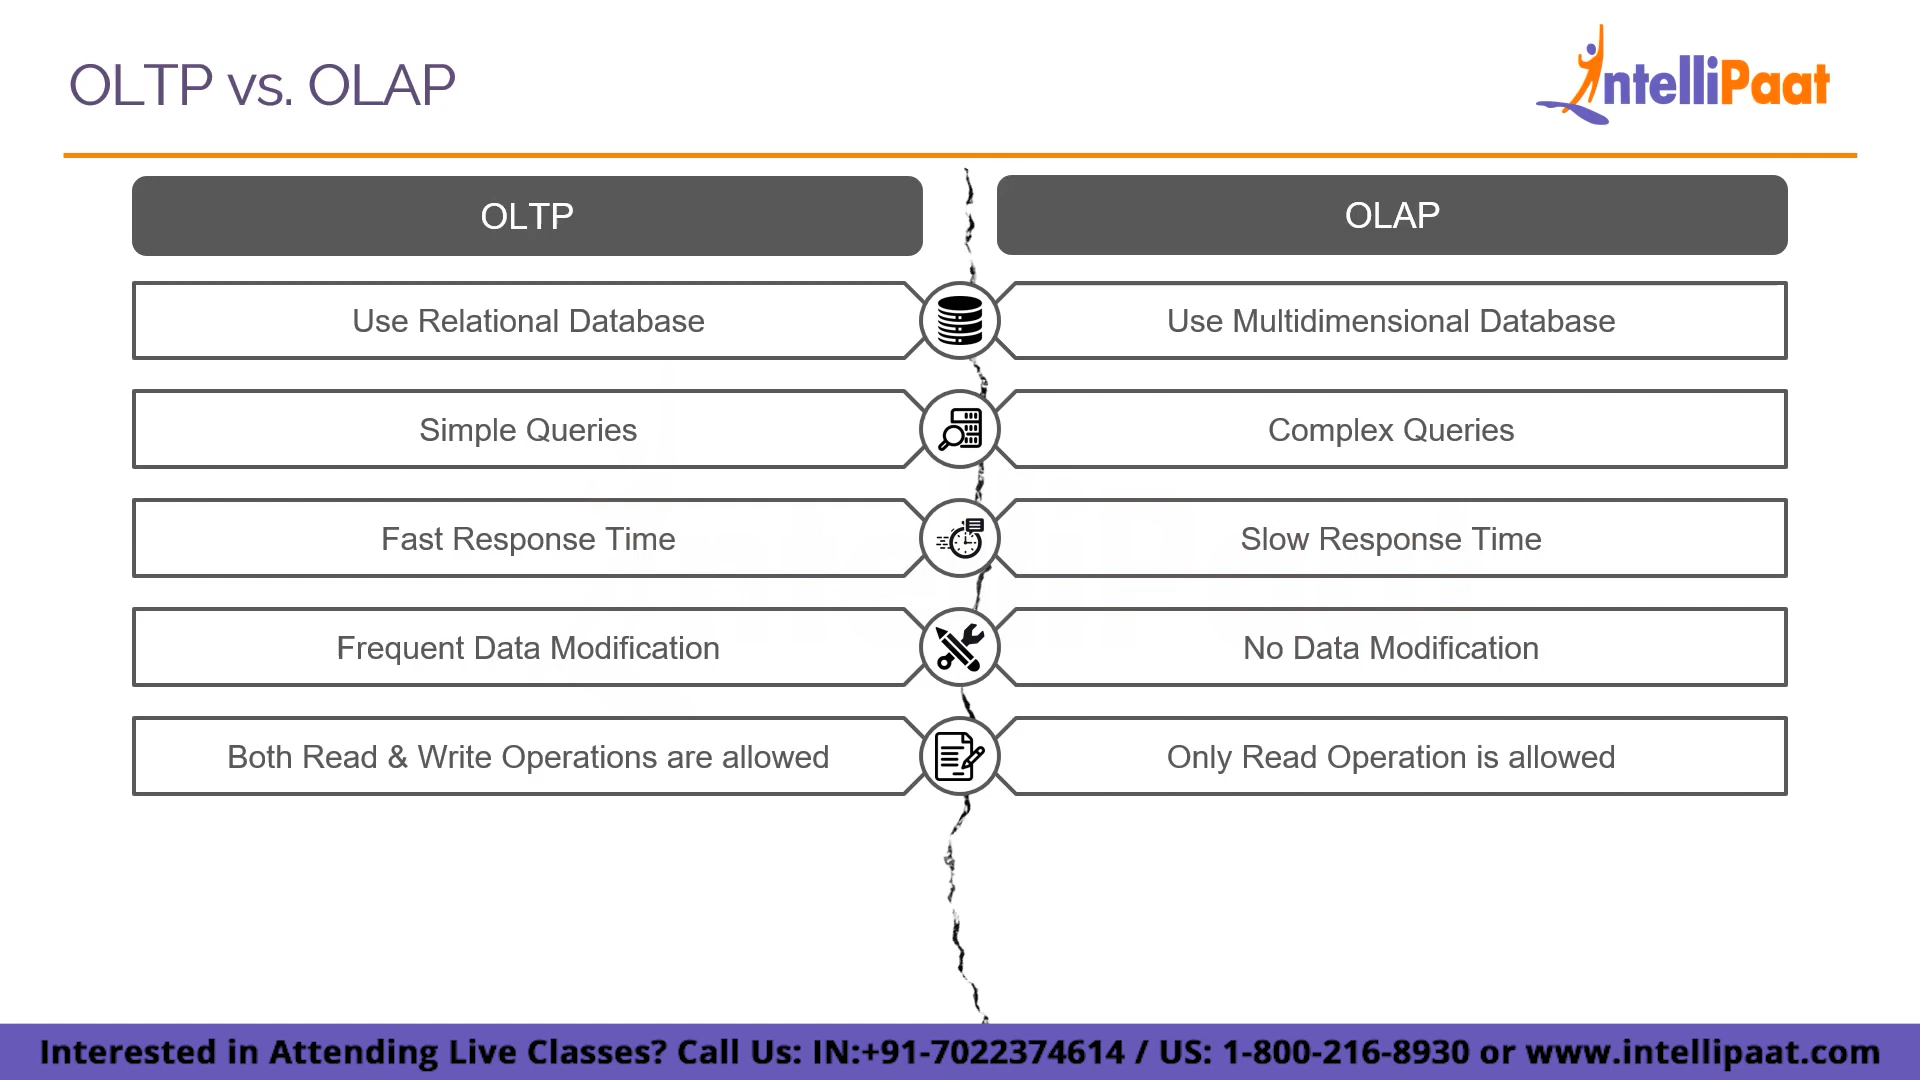 OLTP vs. OLAP
IntelliPaat
OLTP
OLAP
Use Relational Database
Use Multidimensional Database
Simple Queries
Complex Queries
Fast Response Time
Slow Response Time
Frequent Data Modification
No Data Modification
Both Read & Write Operations are allowed
Only Read Operation is allowed
Interested in Attending Live Classes? Call Us: IN:+91-7022374614 / US: 1-800-216-8930 or www.intellipaat.com